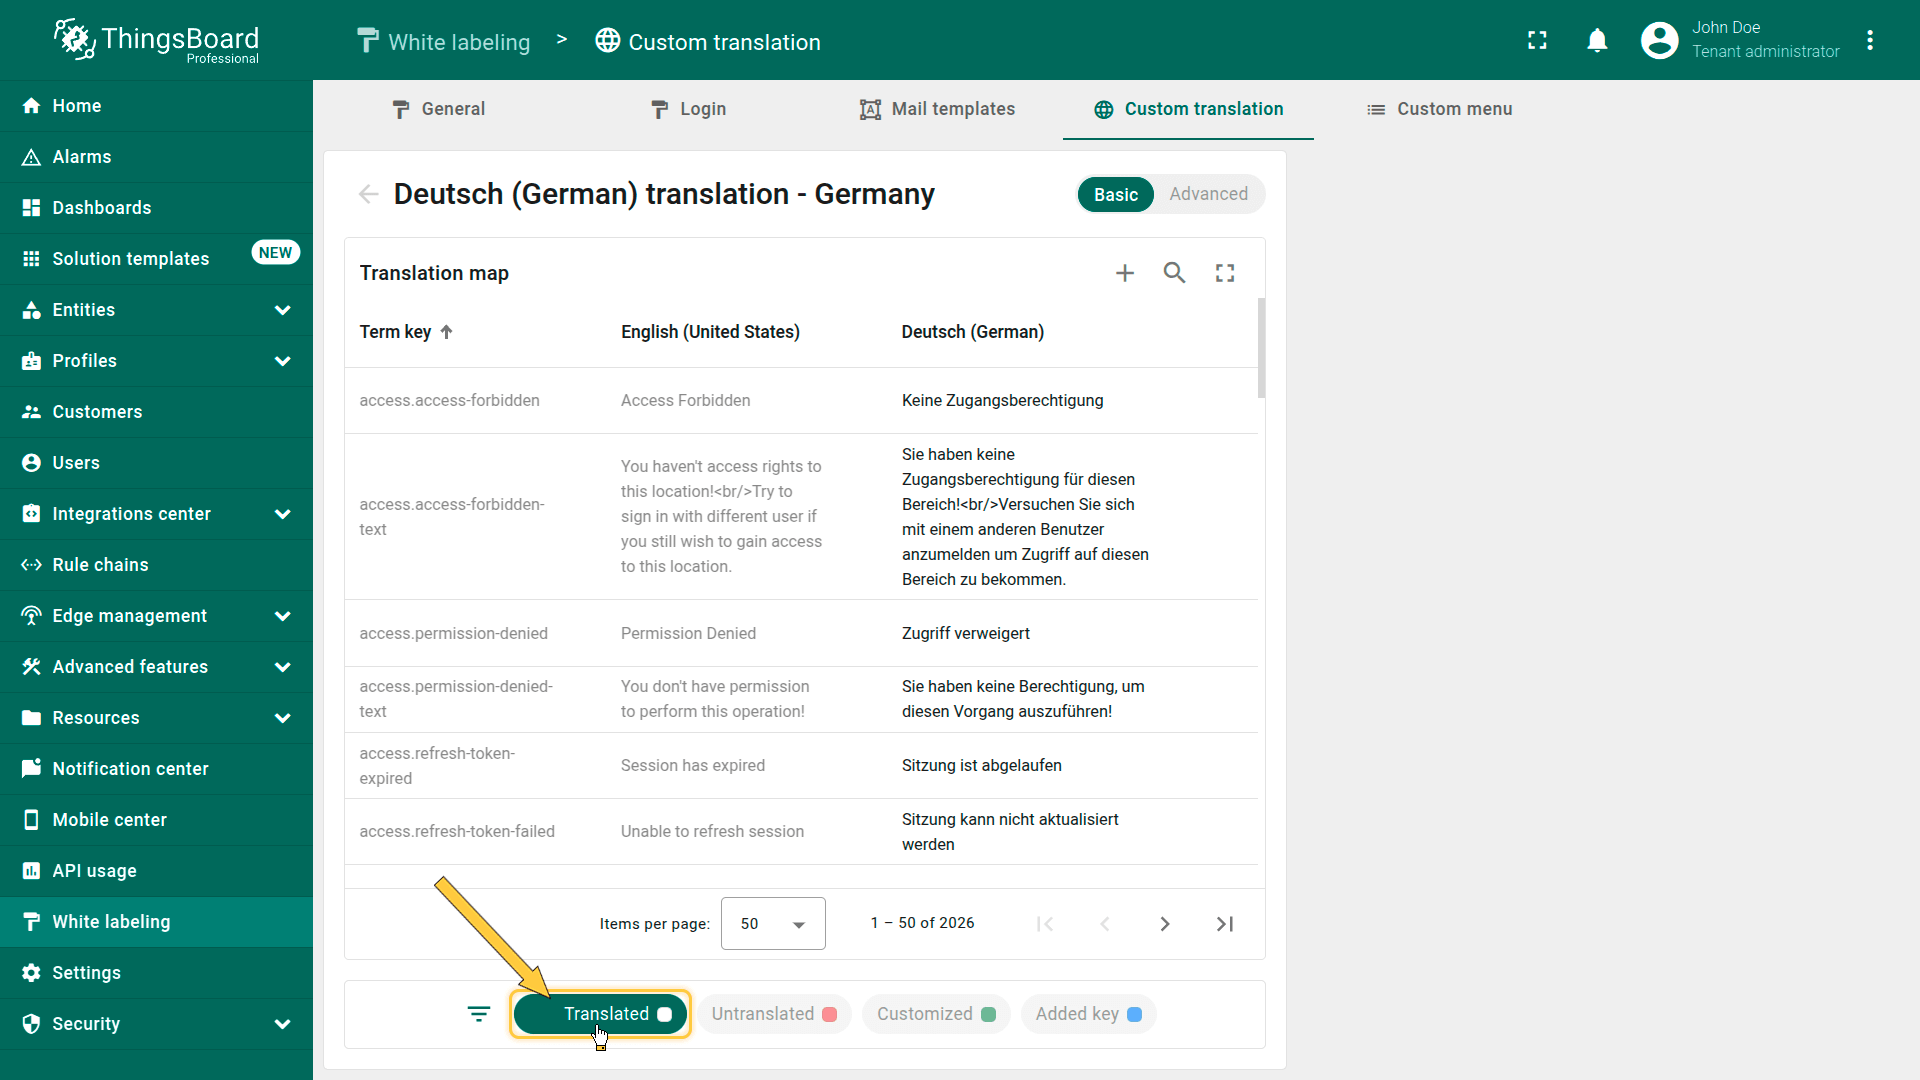 ThingsBoard
Professional
White labeling > Custom translation
John Doe
Tenant administrator
Home
Alarms
Dashboards
Solution templates NEW
Entities
Profiles
Customers
Users
Integrations center
Rule chains
Edge management
Advanced features
Resources
Notification center
Mobile center
API usage
White labeling
Settings
Security
General Login Mail templates Custom translation Custom menu
Deutsch (German) translation - Germany
Basic Advanced
Translation map
Term key English (United States) Deutsch (German)
access.access-forbidden Access Forbidden Keine Zugangsberechtigung
access.access-forbidden-
text
You haven't access rights to
this location!<br/>Try to
sign in with different user if
you still wish to gain access
to this location.
Sie haben keine
Zugangsberechtigung für diesen
Bereich!<br/>Versuchen Sie sich
mit einem anderen Benutzer
anzumelden um Zugriff auf diesen
Bereich zu bekommen.
access.permission-denied Permission Denied Zugriff verweigert
access.permission-denied-
text
You don't have permission
to perform this operation!
Sie haben keine Berechtigung, um
diesen Vorgang auszuführen!
access.refresh-token-
expired
Session has expired
Sitzung ist abgelaufen
access.refresh-token-failed
Unable to refresh session
Sitzung kann nicht aktualisiert
werden
Items per page: 50 1 – 50 of 2026
Translated Untranslated Customized Added key